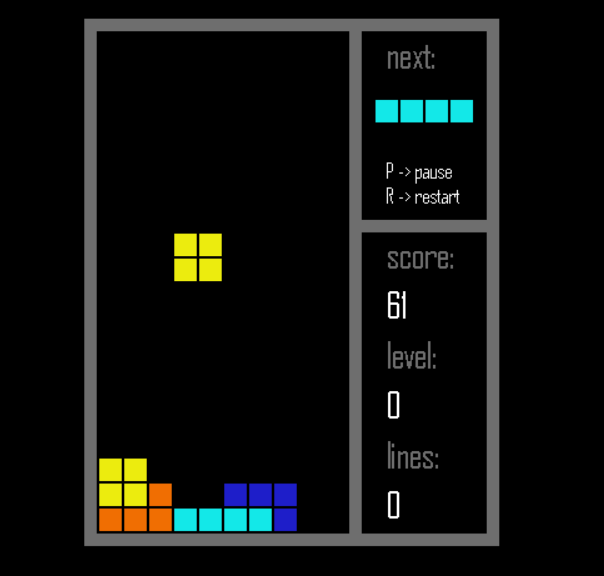 next:
P -> pause
R -> restart
score:
61
level:
0
lines:
0